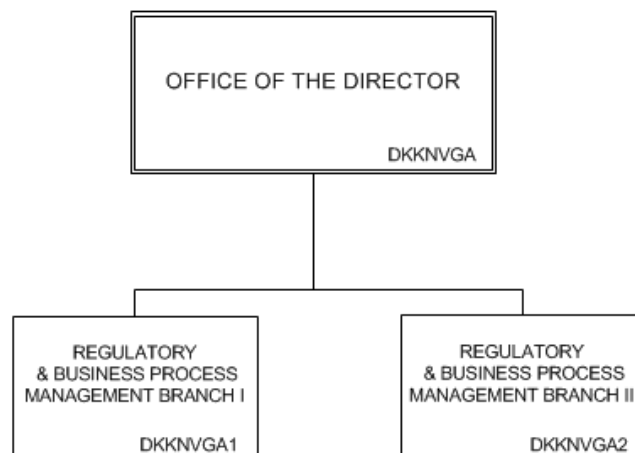 OFFICE OF THE DIRECTOR
DKKNVGA
REGULATORY
& BUSINESS PROCESS
MANAGEMENT BRANCH I
DKKNVGA1
REGULATORY
& BUSINESS PROCESS
MANAGEMENT BRANCH II
DKKNVGA2